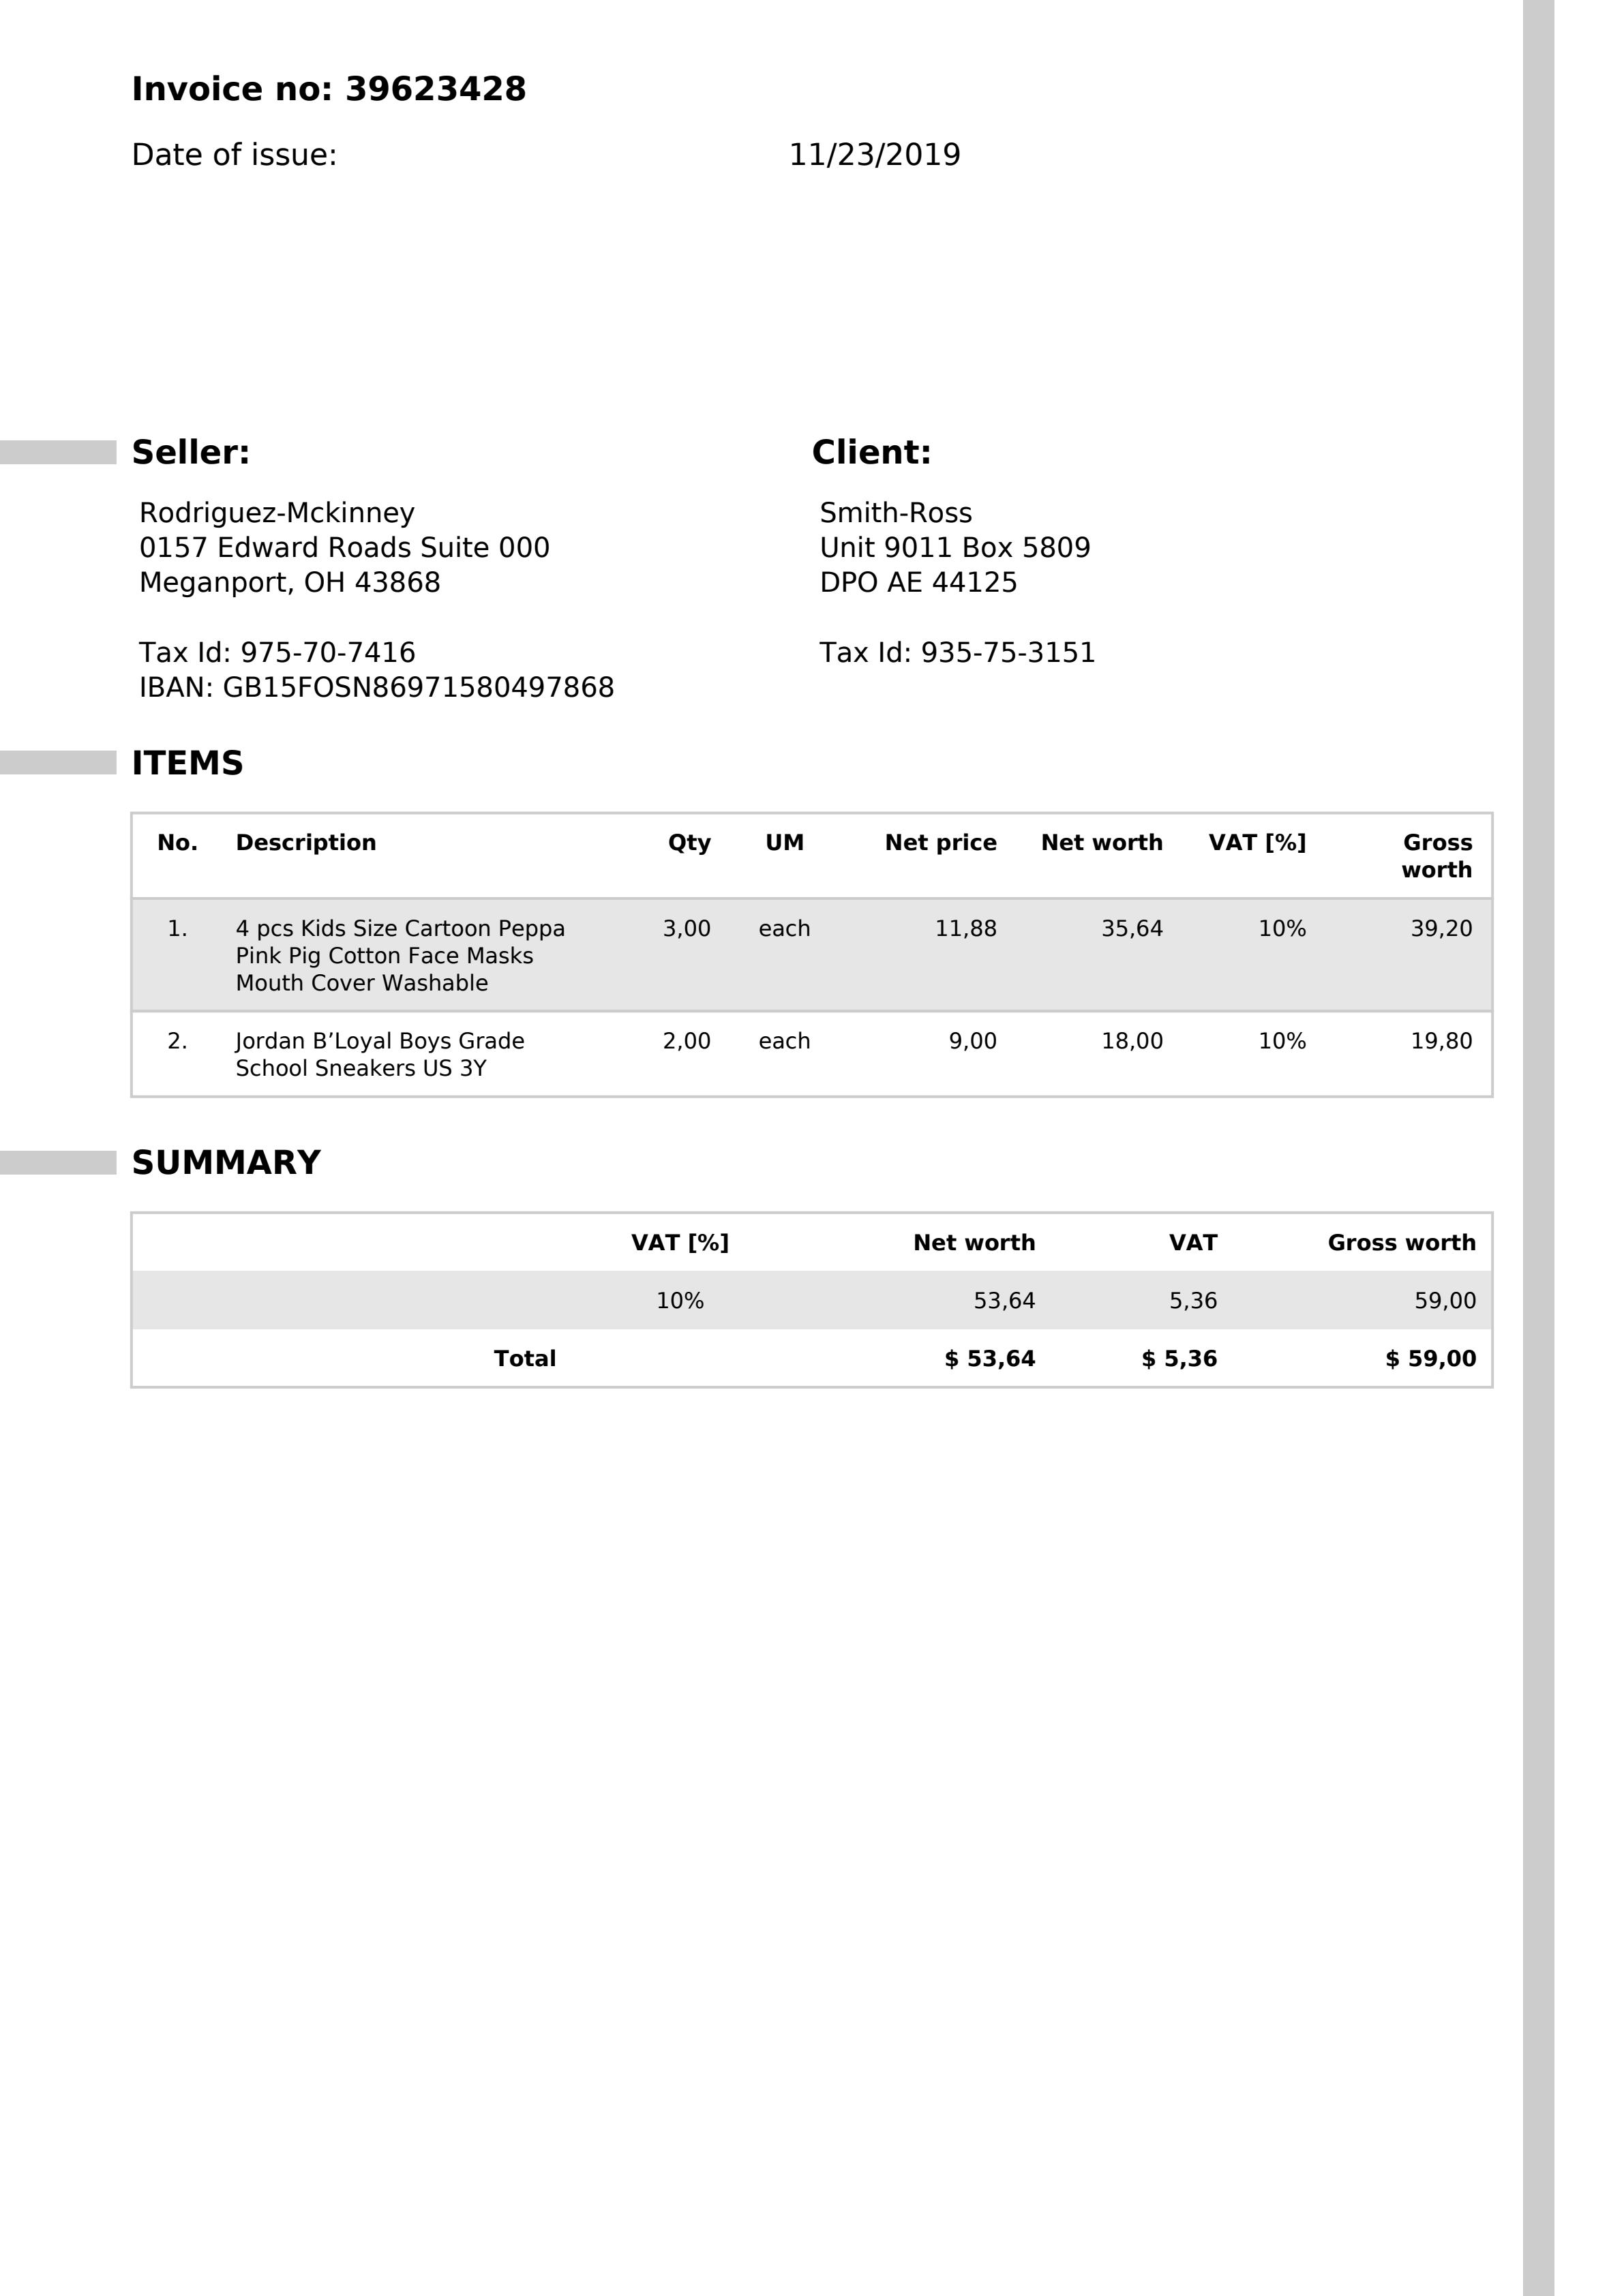 Invoice no: 39623428
Date of issue: 11/23/2019
Seller:
Rodriguez-Mckinney
0157 Edward Roads Suite 000
Meganport, OH 43868
Tax Id: 975-70-7416
IBAN: GB15FOSN86971580497868
Client:
Smith-Ross
Unit 9011 Box 5809
DPO AE 44125
Tax Id: 935-75-3151
ITEMS
No. Description Qty UM Net price Net worth VAT [%] Gross
worth
1. 4 pcs Kids Size Cartoon Peppa 3,00 each 11,88 35,64 10% 39,20
Pink Pig Cotton Face Masks
Mouth Cover Washable
2. Jordan B’Loyal Boys Grade 2,00 each 9,00 18,00 10% 19,80
School Sneakers US 3Y
SUMMARY
VAT [%] Net worth VAT Gross worth
10% 53,64 5,36 59,00
Total $ 53,64 $ 5,36 $ 59,00